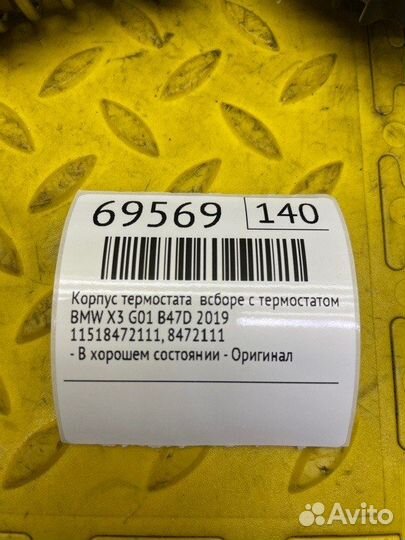 69569 140
Корпус термостата всборе с термостатом
BMW X3 G01 B47D 2019
11518472111, 8472111
- В хорошем состоянии - Оригинал
Avito